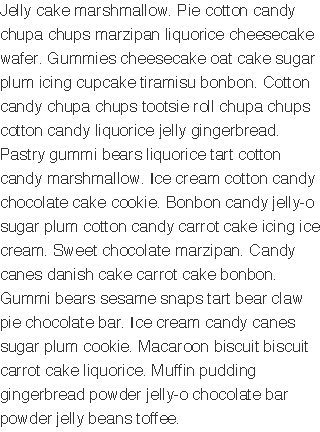 Jelly cake marshmallow. Pie cotton candy
chupa chups marzipan liquorice cheesecake
wafer. Gummies cheesecake oat cake sugar
plum icing cupcake tiramisu bonbon. Cotton
candy chupa chups tootsie roll chupa chups
cotton candy liquorice jelly gingerbread.
Pastry gummi bears liquorice tart cotton
candy marshmallow. Ice cream cotton candy
chocolate cake cookie. Bonbon candy jelly-o
sugar plum cotton candy carrot cake icing ice
cream. Sweet chocolate marzipan. Candy
canes danish cake carrot cake bonbon.
Gummi bears sesame snaps tart bear claw
pie chocolate bar. Ice cream candy canes
sugar plum cookie. Macaroon biscuit biscuit
carrot cake liquorice. Muffin pudding
gingerbread powder jelly-o chocolate bar
powder jelly beans toffee.